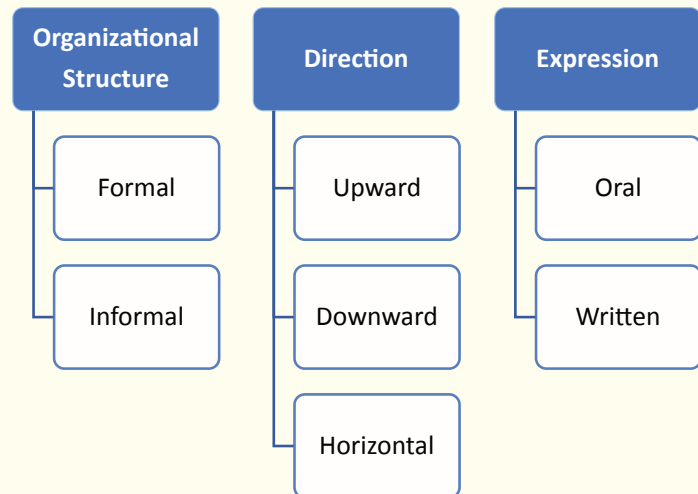 Organizational
Structure
Formal
Informal
Direction
Upward
Downward
Horizontal
Expression
Oral
Written